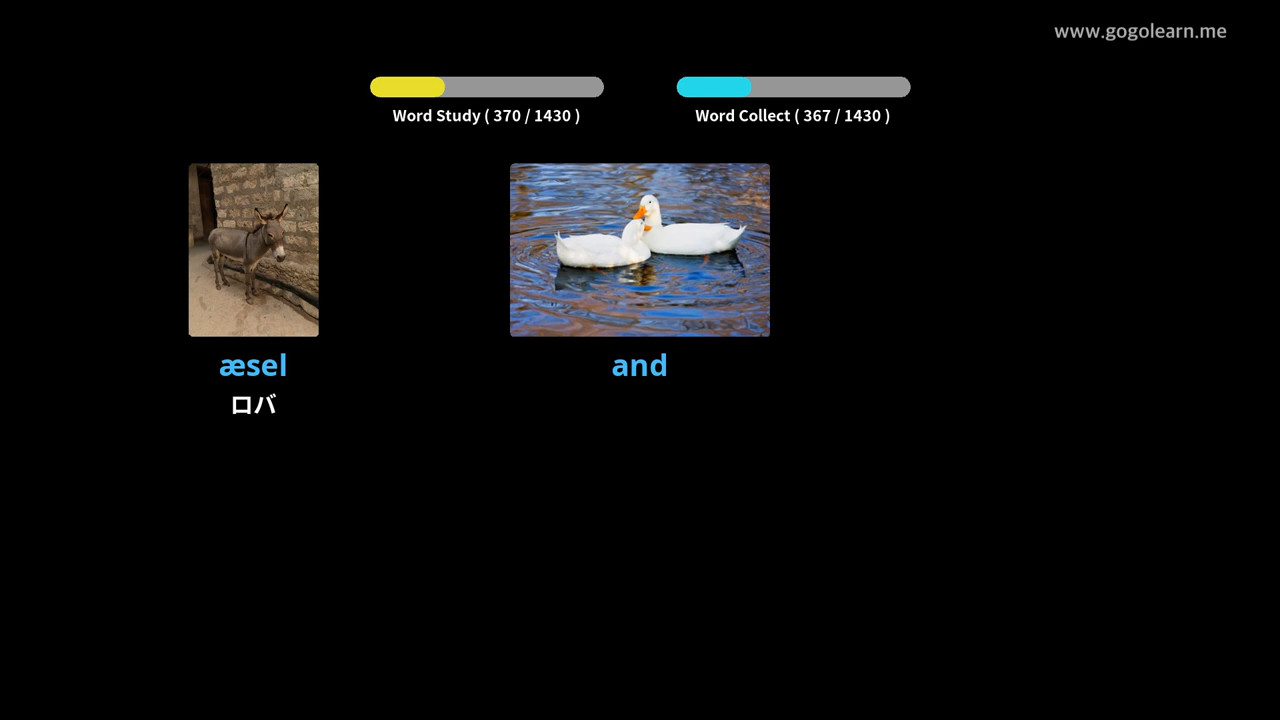 www.gogolearn.me
Word Study ( 370 / 1430 )
Word Collect ( 367 / 1430 )
æsel
and
ロバ